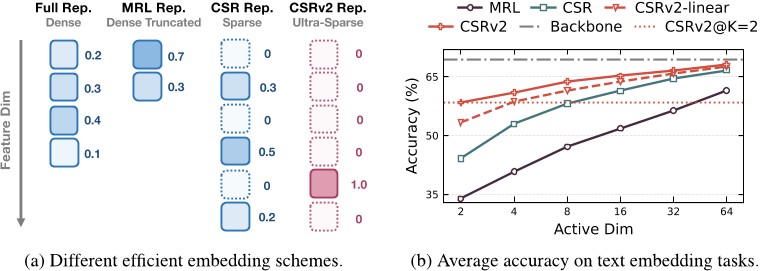 Full Rep. MRL Rep. CSR Rep. CSRv2 Rep.
Dense Dense Truncated Sparse Ultra-Sparse
Feature Dim
0.2 0.7 0 0
0.3 0.3 0.3 0
0.4 0 0
0.1 0.5 0
0 1.0
0.2 0
(a) Different efficient embedding schemes.
MRL CSR CSRv2-linear
CSRv2 Backbone CSRv2@K=2
Accuracy (%)
65
50
35
2 4 8 16 32 64
Active Dim
(b) Average accuracy on text embedding tasks.